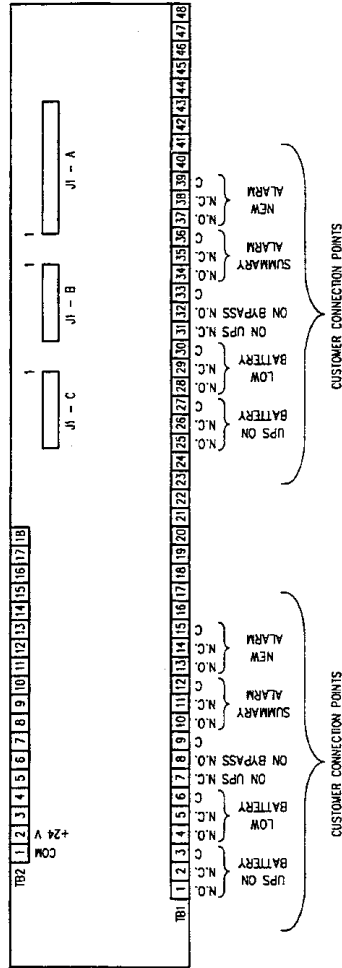 J1 - C
J1 - B
J1 - A
1
1
1
TB2
1 2 3 4 5 6 7 8 9 10 11 12 13 14 15 16 17 18
COM
+24 V
TB1
1 2 3 4 5 6 7 8 9 10 11 12 13 14 15 16 17 18 19 20 21 22 23 24 25 26 27 28 29 30 31 32 33 34 35 36 37 38 39 40 41 42 43 44 45 46 47 48
N.O.
N.C.
C
UPS ON
BATTERY
N.O.
N.C.
C
LOW
BATTERY
ON UPS N.C.
ON BYPASS N.O.
C
N.O.
N.C.
C
SUMMARY
ALARM
N.O.
N.C.
C
NEW
ALARM
CUSTOMER CONNECTION POINTS
N.O.
N.C.
C
UPS ON
BATTERY
N.O.
N.C.
C
LOW
BATTERY
ON UPS N.C.
ON BYPASS N.O.
C
N.O.
N.C.
C
SUMMARY
ALARM
N.O.
N.C.
C
NEW
ALARM
CUSTOMER CONNECTION POINTS